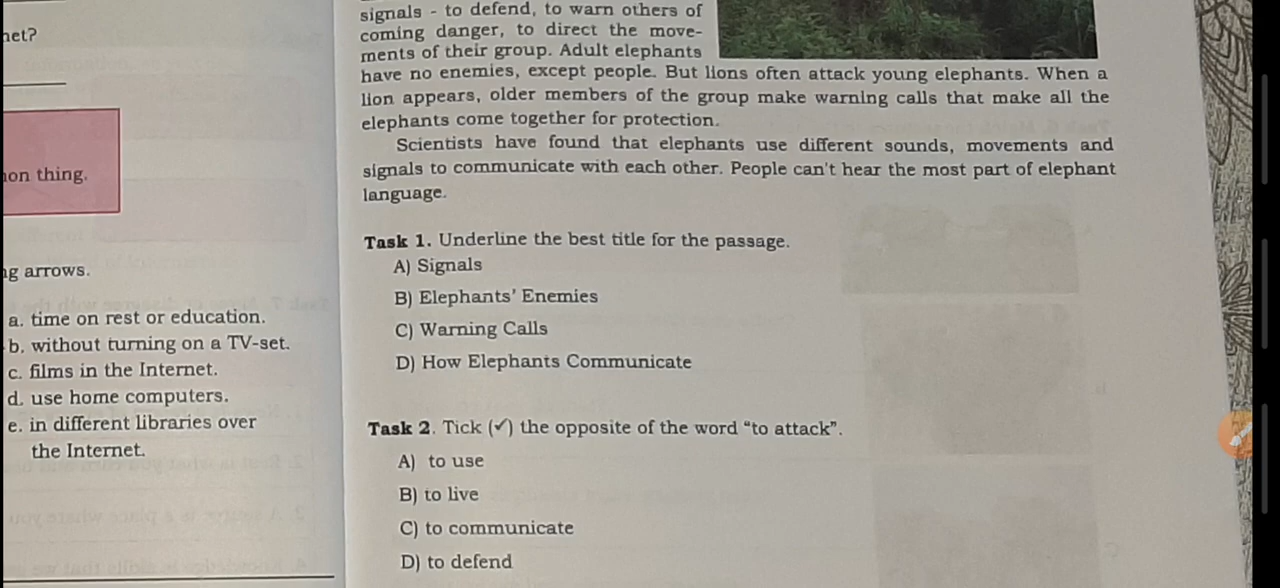 het?
on thing.
g arrows.
a. time on rest or education.
b. without turning on a TV-set.
c. films in the Internet.
d. use home computers.
e. in different libraries over
the Internet.
signals - to defend, to warn others of
coming danger, to direct the move-
ments of their group. Adult elephants
have no enemies, except people. But lions often attack young elephants. When a
lion appears, older members of the group make warning calls that make all the
elephants come together for protection.
Scientists have found that elephants use different sounds, movements and
signals to communicate with each other. People can't hear the most part of elephant
language.
Task 1. Underline the best title for the passage.
A) Signals
B) Elephants' Enemies
C) Warning Calls
D) How Elephants Communicate
Task 2. Tick (✓) the opposite of the word “to attack”.
A) to use
B) to live
C) to communicate
D) to defend